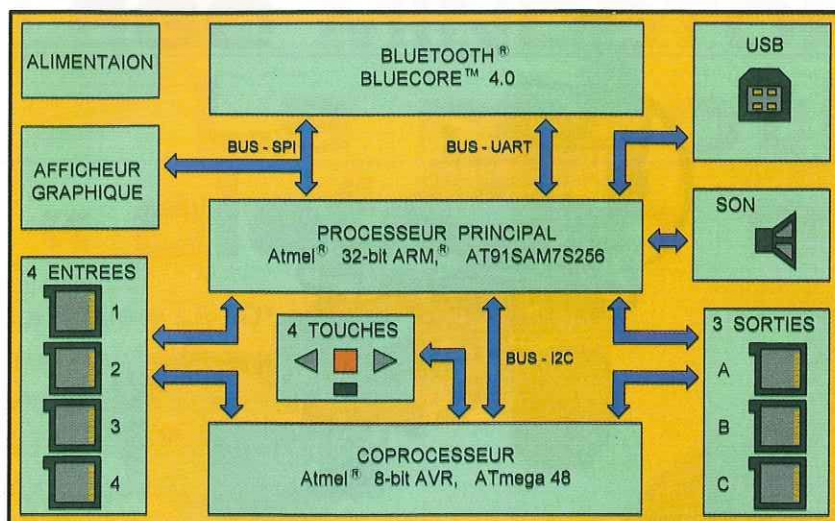 ALIMENTAION
BLUETOOTH®
BLUECORE™ 4.0
USB
BUS - SPI
BUS - UART
AFFICHEUR
GRAPHIQUE
PROCESSEUR PRINCIPAL
Atmel® 32-bit ARM,® AT91SAM7S256
SON
4 ENTREES
1
2
3
4
4 TOUCHES
BUS - I2C
3 SORTIES
A
B
C
COPROCESSEUR
Atmel® 8-bit AVR, ATmega 48